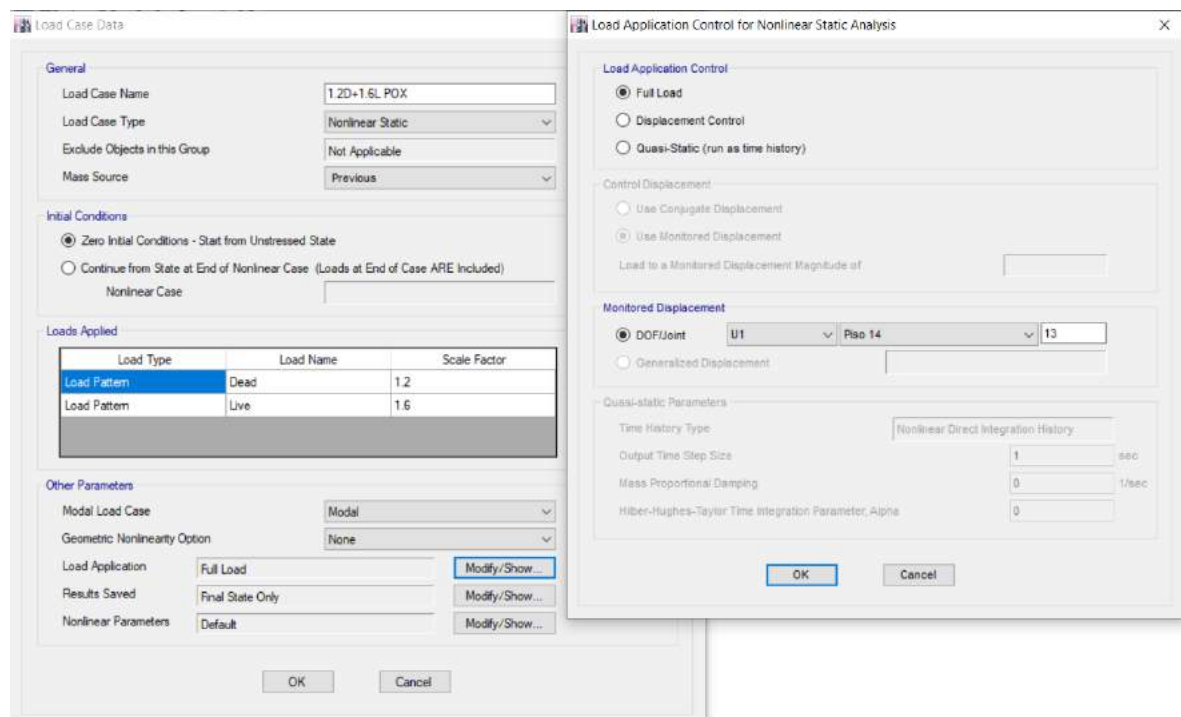 Load Case Data
General
Load Case Name 1.2D+1.6L POX
Load Case Type Nonlinear Static
Exclude Objects in this Group Not Applicable
Mass Source Previous
Initial Conditions
Zero Initial Conditions - Start from Unstressed State
Continue from State at End of Nonlinear Case (Loads at End of Case ARE Included)
Nonlinear Case
Loads Applied
Load Type Load Name Scale Factor
Load Pattern Dead 1.2
Load Pattern Live 1.6
Other Parameters
Modal Load Case Modal
Geometric Nonlinearity Option None
Load Application Full Load Modify/Show...
Results Saved Final State Only Modify/Show...
Nonlinear Parameters Default Modify/Show...
OK Cancel
Load Application Control for Nonlinear Static Analysis X
Load Application Control
Full Load
Displacement Control
Quasi-Static (run as time history)
Control Displacement
Use Conjugate Displacement
Use Monitored Displacement
Load to a Monitored Displacement Magnitude of
Monitored Displacement
DOF/Joint U1 Piso 14 13
Generalized Displacement
Quasi-static Parameters
Time History Type Nonlinear Direct Integration History
Output Time Step Size 1 sec
Mass Proportional Damping 0 1/sec
Hilber-Hughes-Taylor Time Integration Parameter, Alpha 0
OK Cancel